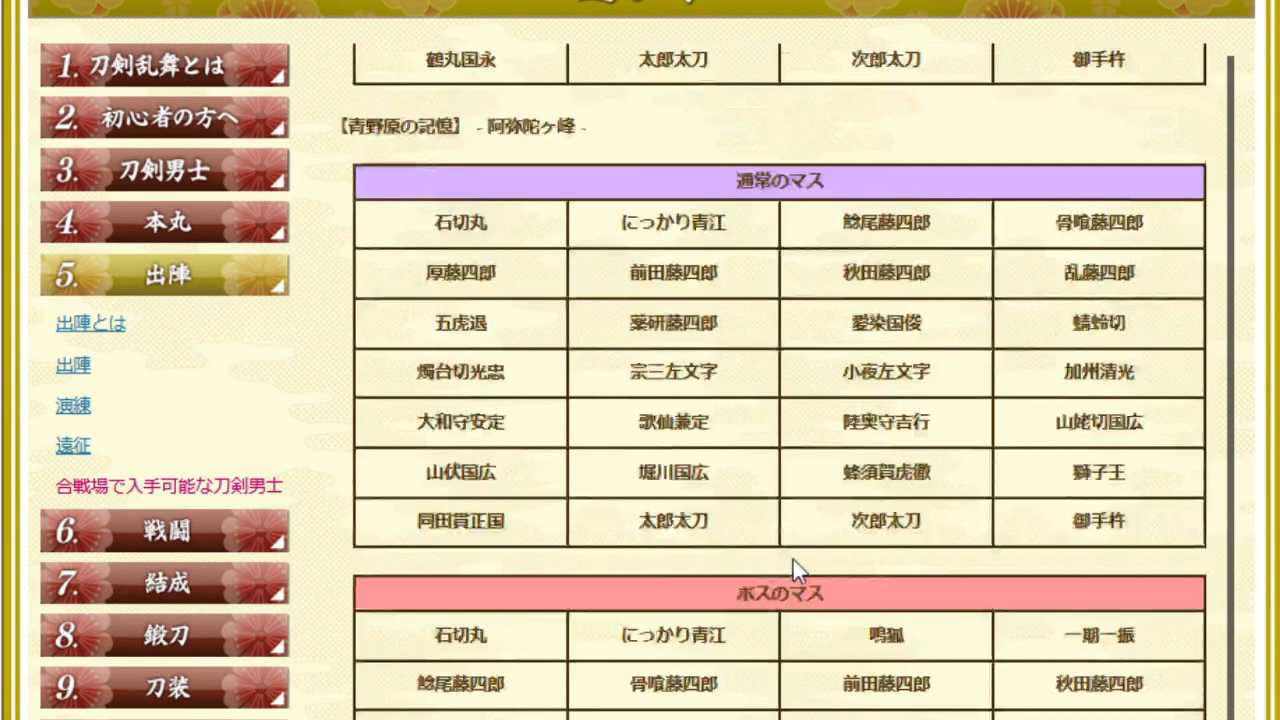 1. 刀剣乱舞とは
2. 初心者の方へ
3. 刀剣男士
4. 本丸
5. 出陣
出陣とは
出陣
演練
遠征
合戦場で入手可能な刀剣男士
6. 戦闘
7. 結成
8. 鍛刀
9. 刀装
鶴丸国永 太郎太刀 次郎太刀 御手杵
【青野原の記憶】 - 阿弥陀ヶ峰 -
通常のマス
石切丸 にっかり青江 鯰尾藤四郎 骨喰藤四郎
厚藤四郎 前田藤四郎 秋田藤四郎 乱藤四郎
五虎退 薬研藤四郎 愛染国俊 蜻蛉切
燭台切光忠 宗三左文字 小夜左文字 加州清光
大和守安定 歌仙兼定 陸奥守吉行 山姥切国広
山伏国広 堀川国広 蜂須賀虎徹 獅子王
同田貫正国 太郎太刀 次郎太刀 御手杵
ボスのマス
石切丸 にっかり青江 鳴狐 一期一振
鯰尾藤四郎 骨喰藤四郎 前田藤四郎 秋田藤四郎